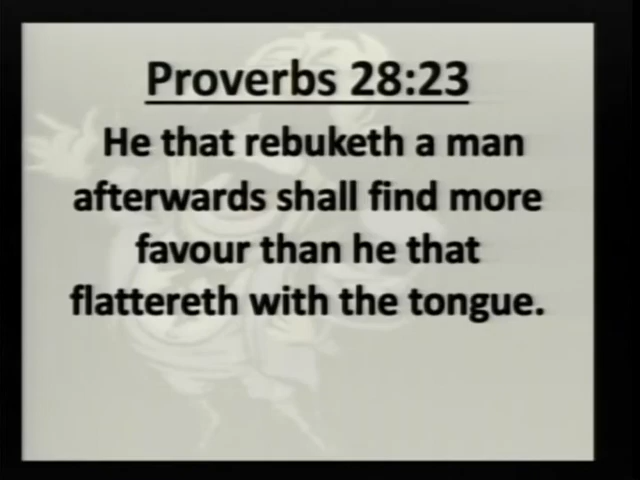 Proverbs 28:23
He that rebuketh a man
afterwards shall find more
favour than he that
flattereth with the tongue.